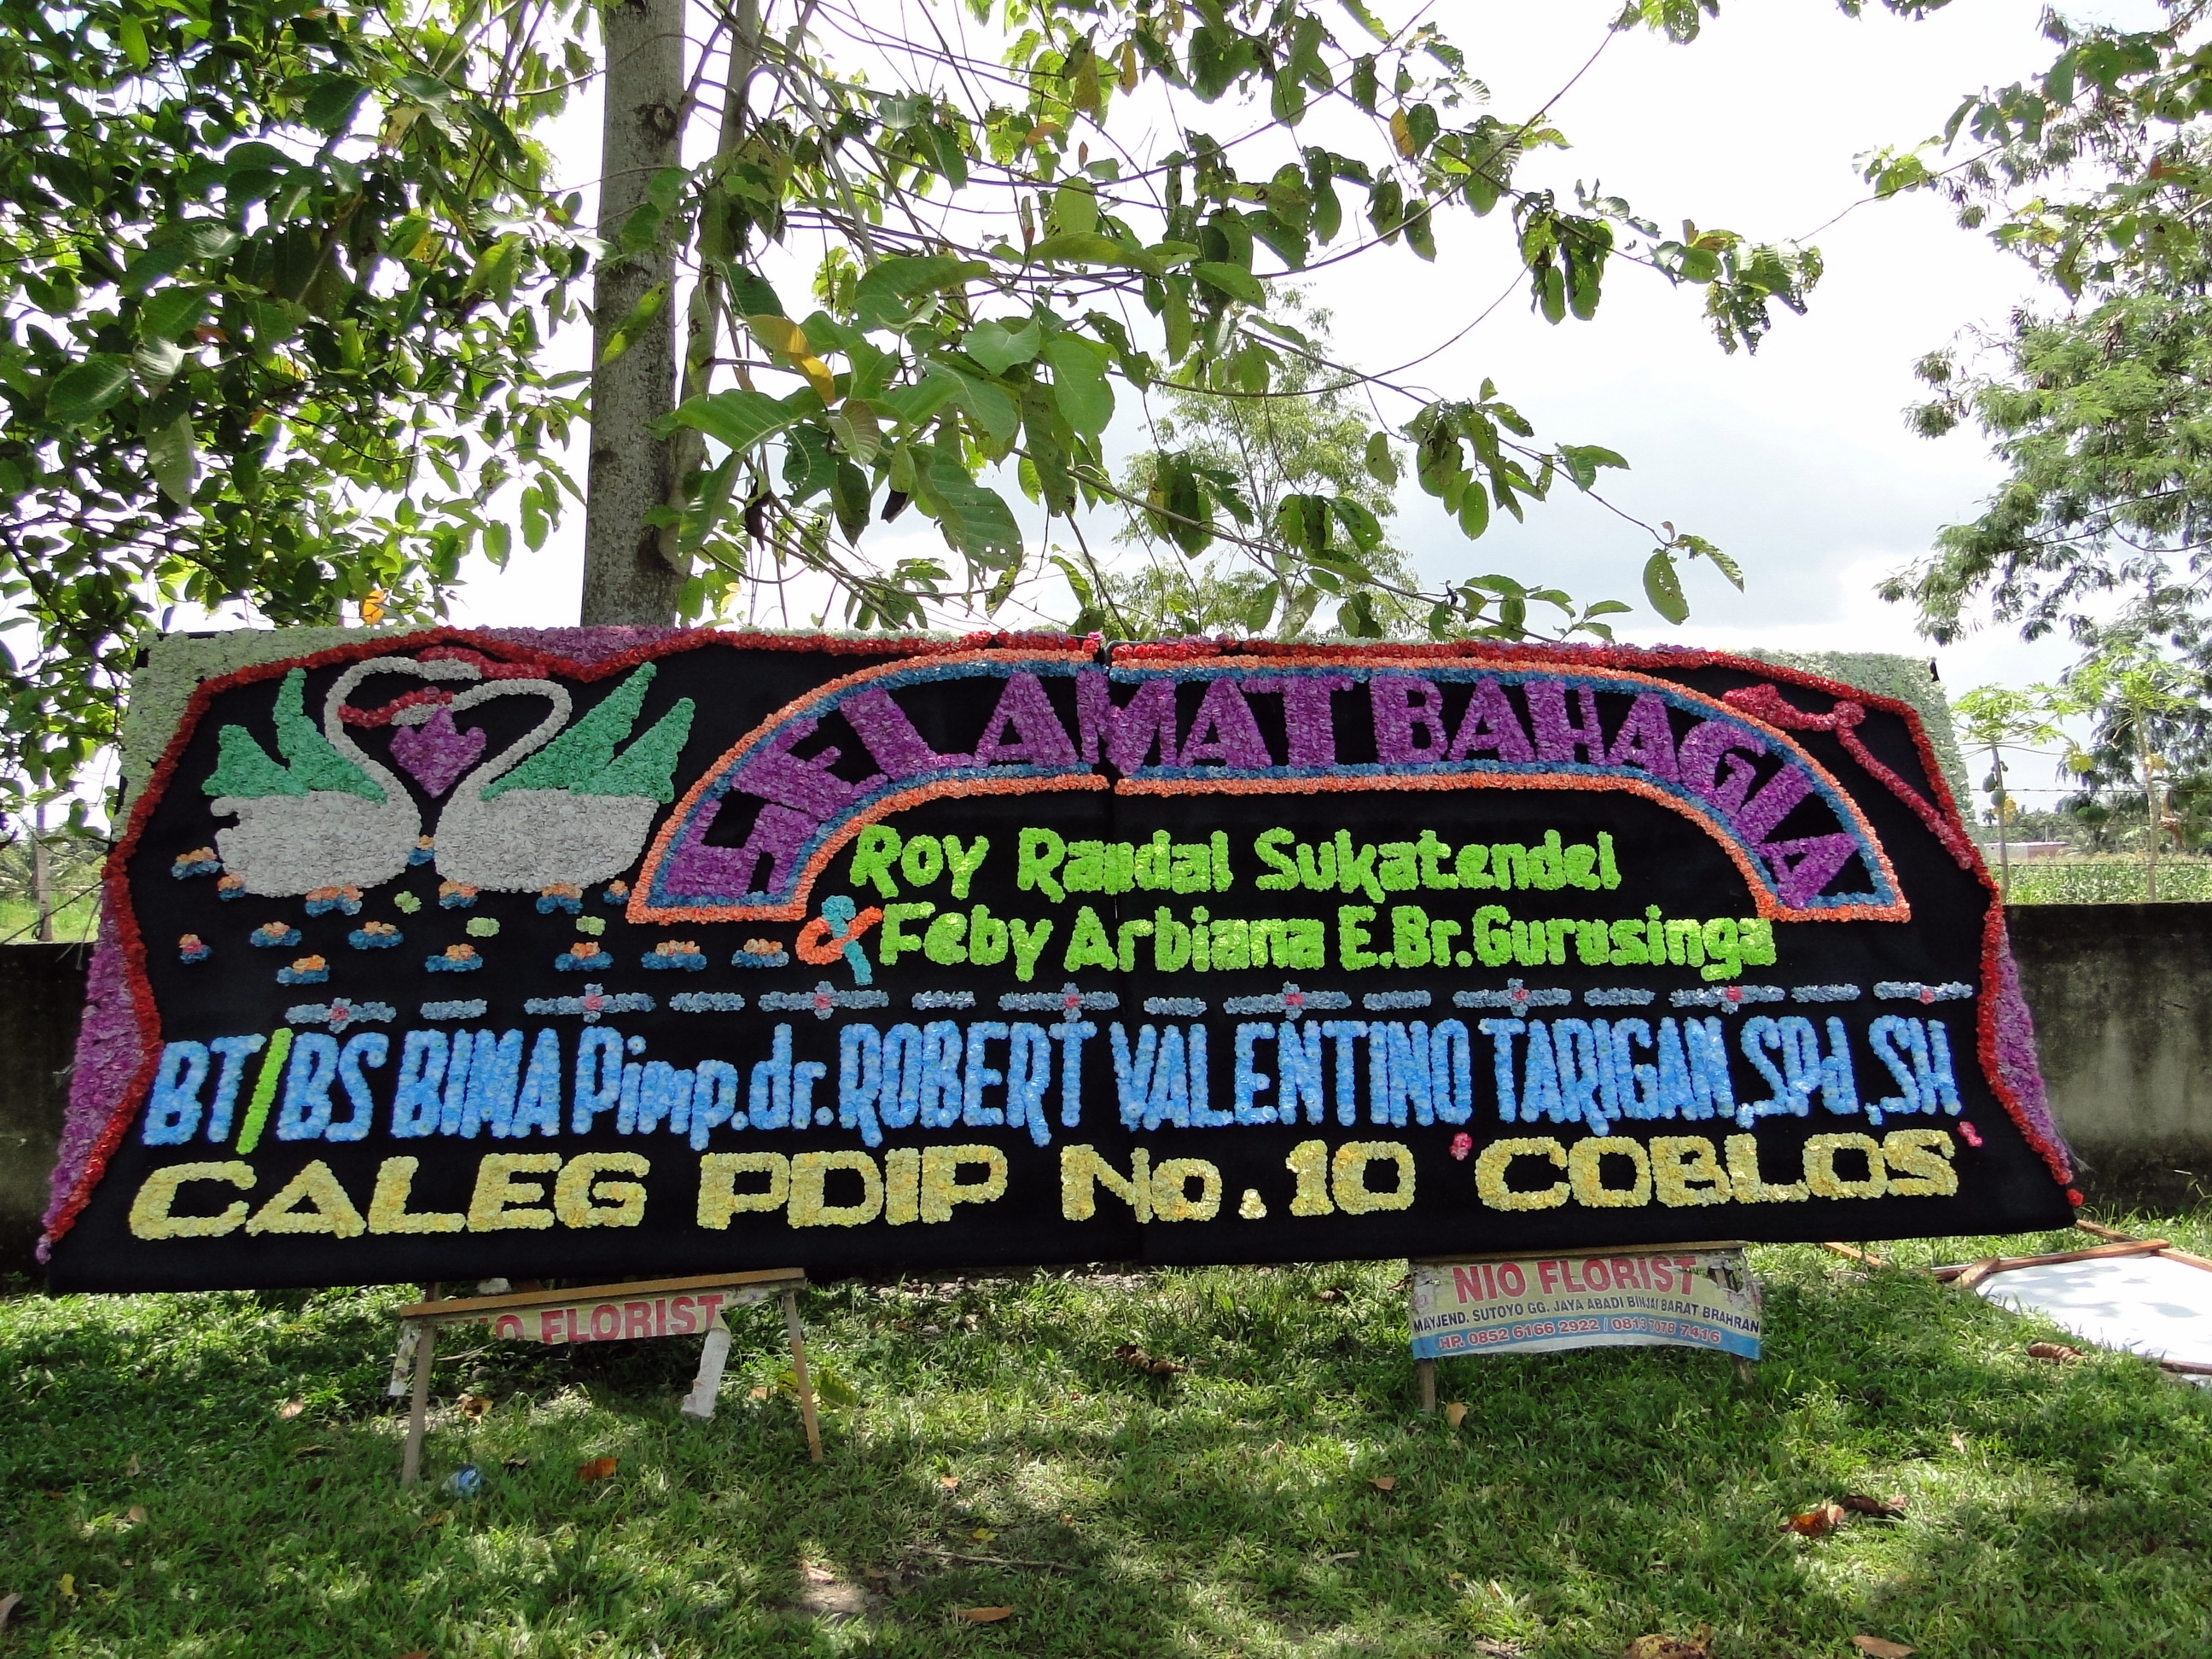 SELAMAT BAHAGIA
Roy Randal Sukatendel
& Feby Arbiana E.Br.Gurusinga
BT/BS BIMA Pimp.dr.ROBERT VALENTINO TARIGAN,SPd,SH
CALEG PDIP No.10 'COBLOS'
NIO FLORIST
NIO FLORIST
MAYJEND. SUTOYO GG. JAYA ABADI BINJAI BARAT BRAHRAN
HP. 0852 6166 2922 / 0813 7078 7416